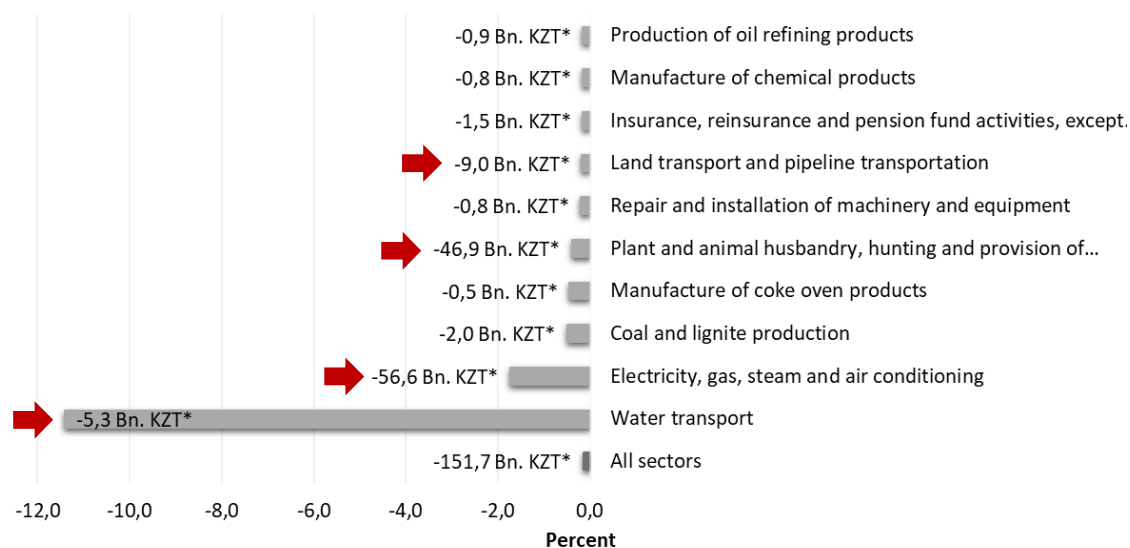 -0,9 Bn. KZT* Production of oil refining products
-0,8 Bn. KZT* Manufacture of chemical products
-1,5 Bn. KZT* Insurance, reinsurance and pension fund activities, except.
-9,0 Bn. KZT* Land transport and pipeline transportation
-0,8 Bn. KZT* Repair and installation of machinery and equipment
-46,9 Bn. KZT* Plant and animal husbandry, hunting and provision of...
-0,5 Bn. KZT* Manufacture of coke oven products
-2,0 Bn. KZT* Coal and lignite production
-56,6 Bn. KZT* Electricity, gas, steam and air conditioning
-5,3 Bn. KZT* Water transport
-151,7 Bn. KZT* All sectors
-12,0 -10,0 -8,0 -6,0 -4,0 -2,0 0,0
Percent